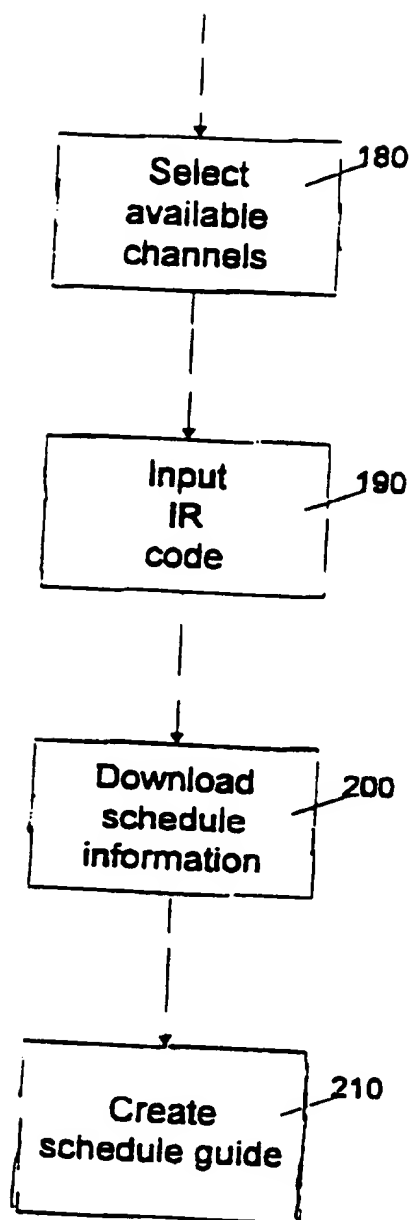 180
Select
available
channels
190
Input
IR
code
200
Download
schedule
information
210
Create
schedule guide